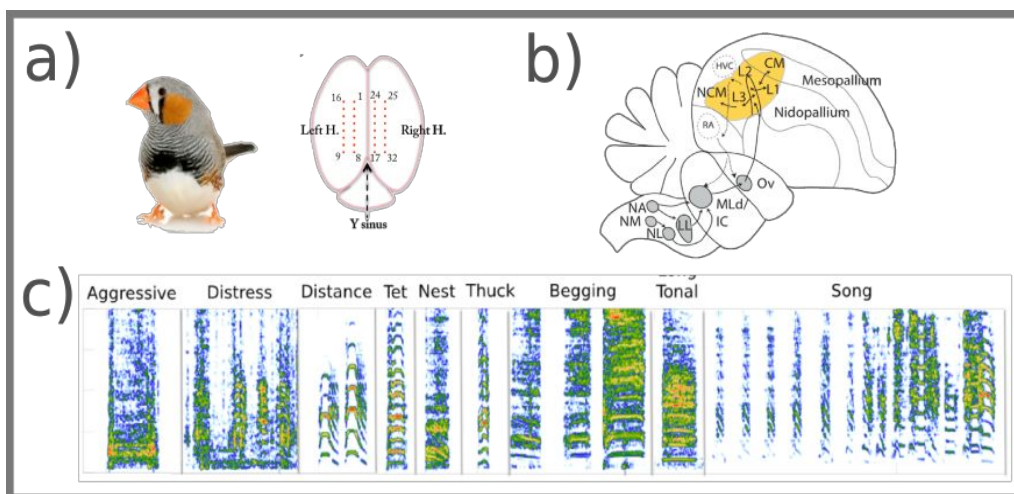 a)
16 1 24 25
Left H. Right H.
9 8 17 32
Y sinus
b)
HVC L2 CM
NCM L3 L1
RA
Mesopallium
Nidopallium
Ov
NA MLd/
NM LL IC
NL
c)
Aggressive Distress Distance Tet Nest Thuck Begging Tonal Song